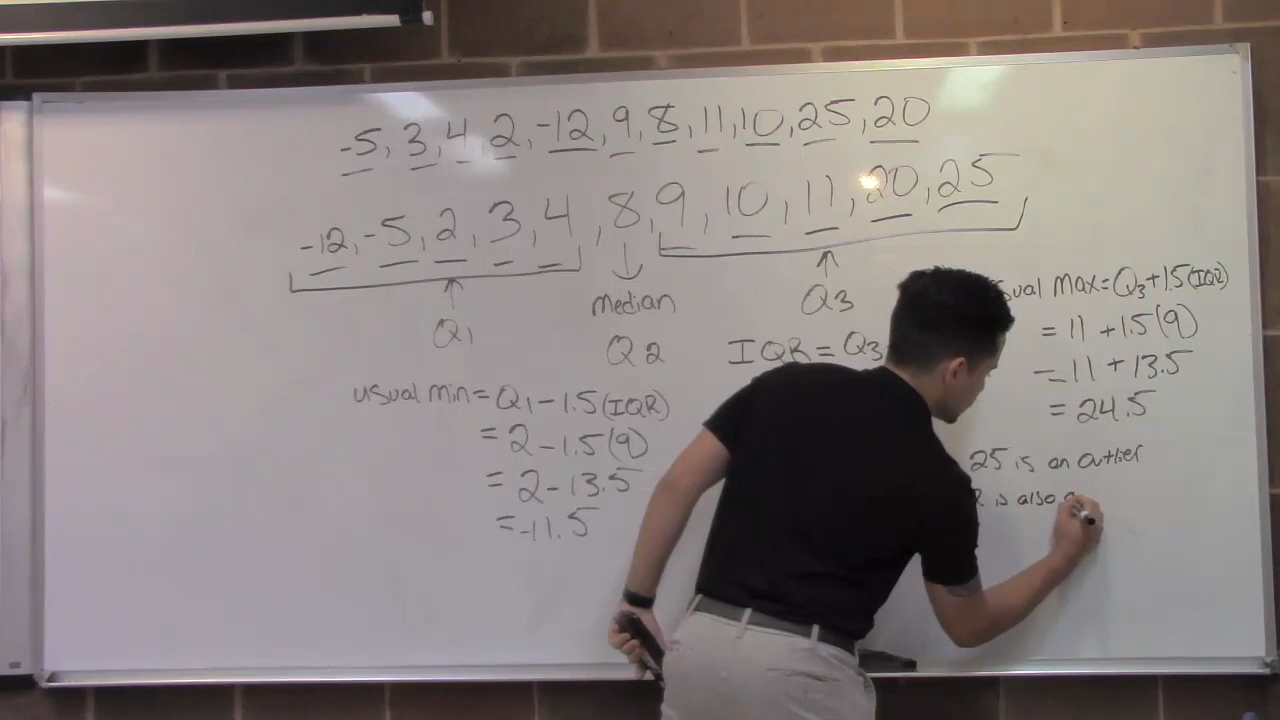 -5, 3, 4, 2, -12, 9, 8, 11, 10, 25, 20
-12, -5, 2, 3, 4, 8, 9, 10, 11, 20, 25
Q1
Median
Q2
Q3
IQR = Q3
usual min = Q1 - 1.5(IQR)
= 2 - 1.5(9)
= 2 - 13.5
= -11.5
sual max = Q3 + 1.5(IQR)
= 11 + 1.5(9)
= 11 + 13.5
= 24.5
25 is an outlier
2 is also